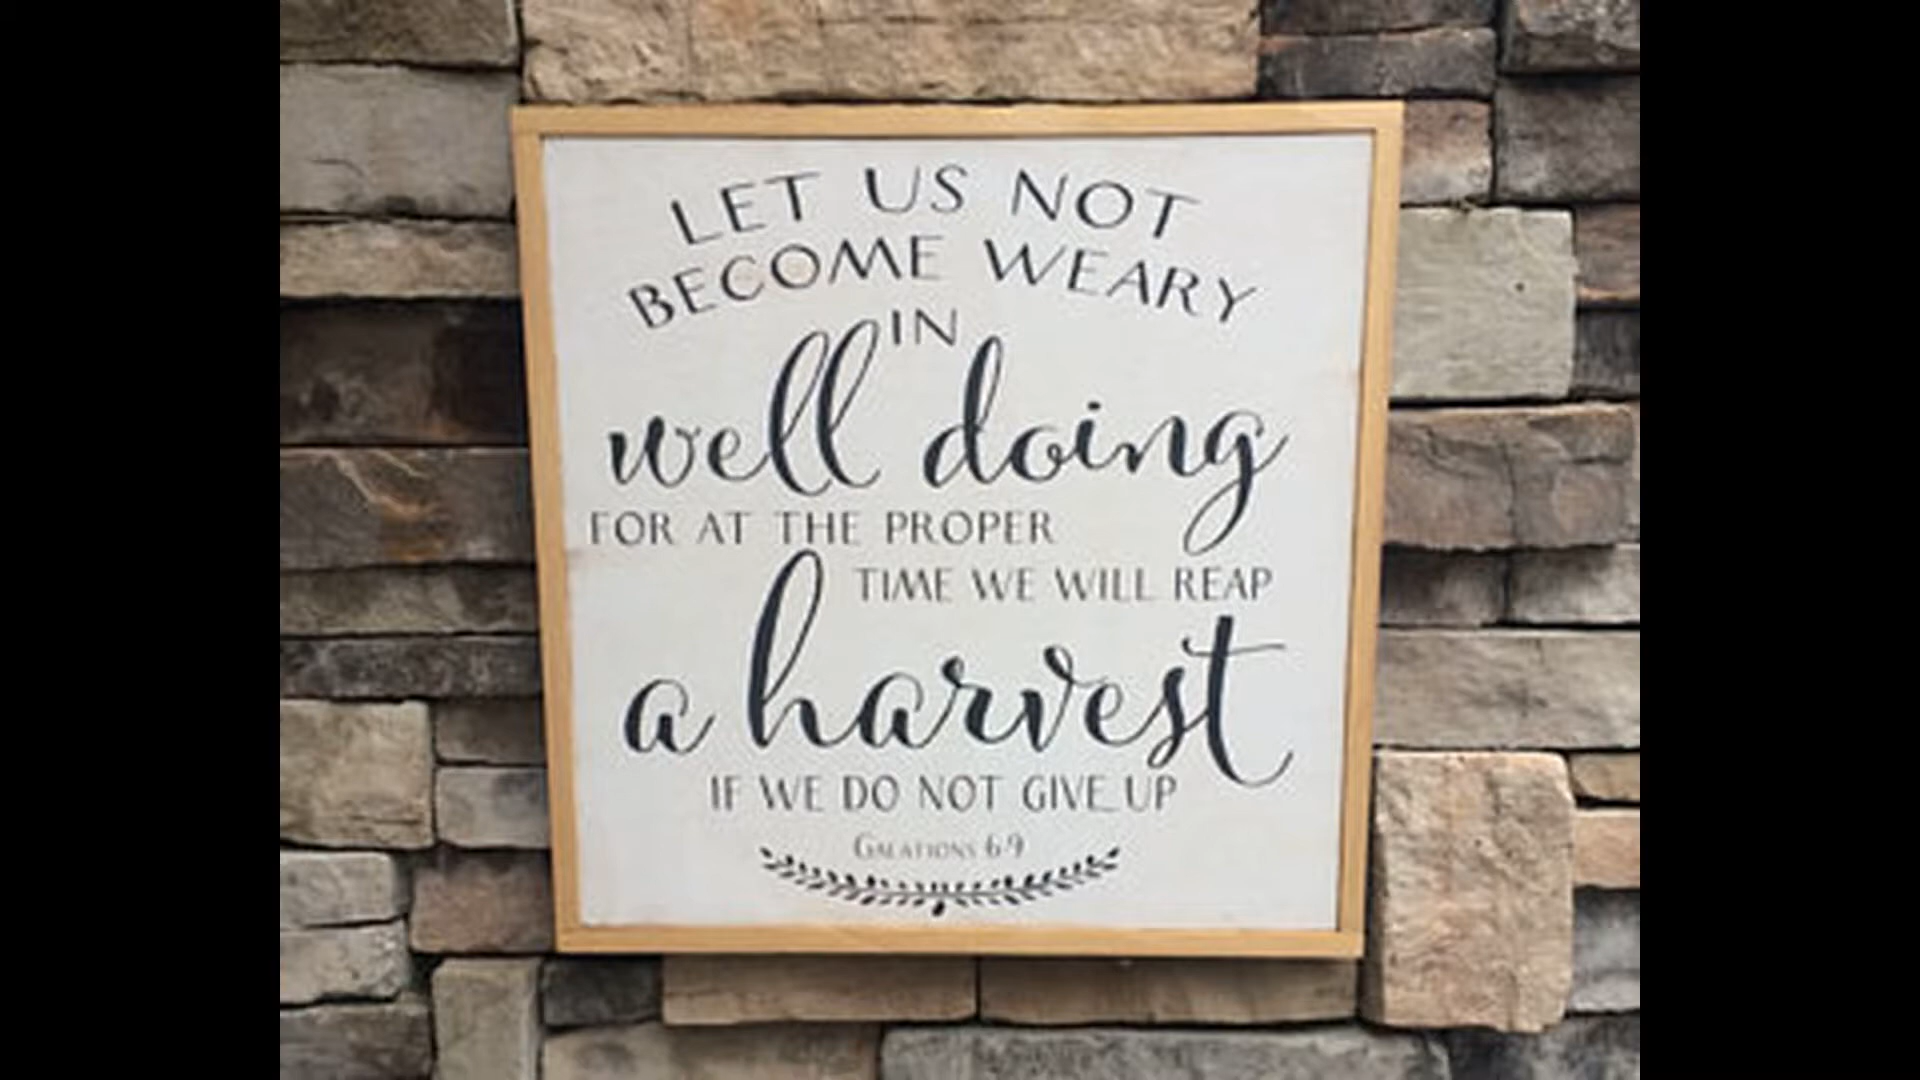 LET US NOT
BECOME WEARY
IN
well doing
FOR AT THE PROPER
TIME WE WILL REAP
a harvest
IF WE DO NOT GIVE UP
GALATIONS 6:9